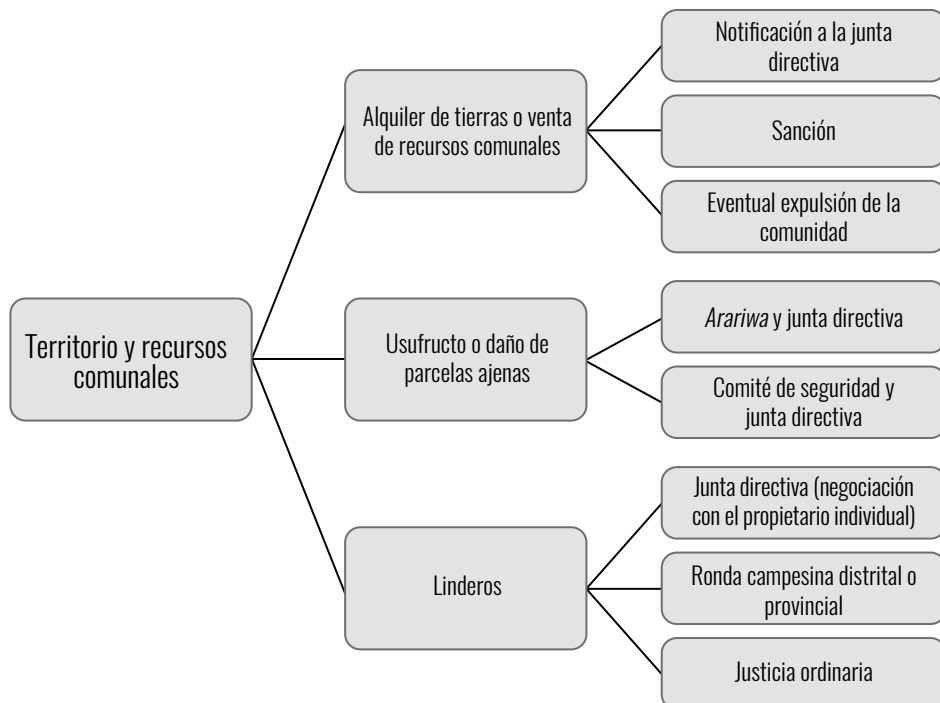 Territorio y recursos
comunales
Alquiler de tierras o venta
de recursos comunales
Notificación a la junta
directiva
Sanción
Eventual expulsión de la
comunidad
Usufructo o daño de
parcelas ajenas
Arariwa y junta directiva
Comité de seguridad y
junta directiva
Linderos
Junta directiva (negociación
con el propietario individual)
Ronda campesina distrital o
provincial
Justicia ordinaria